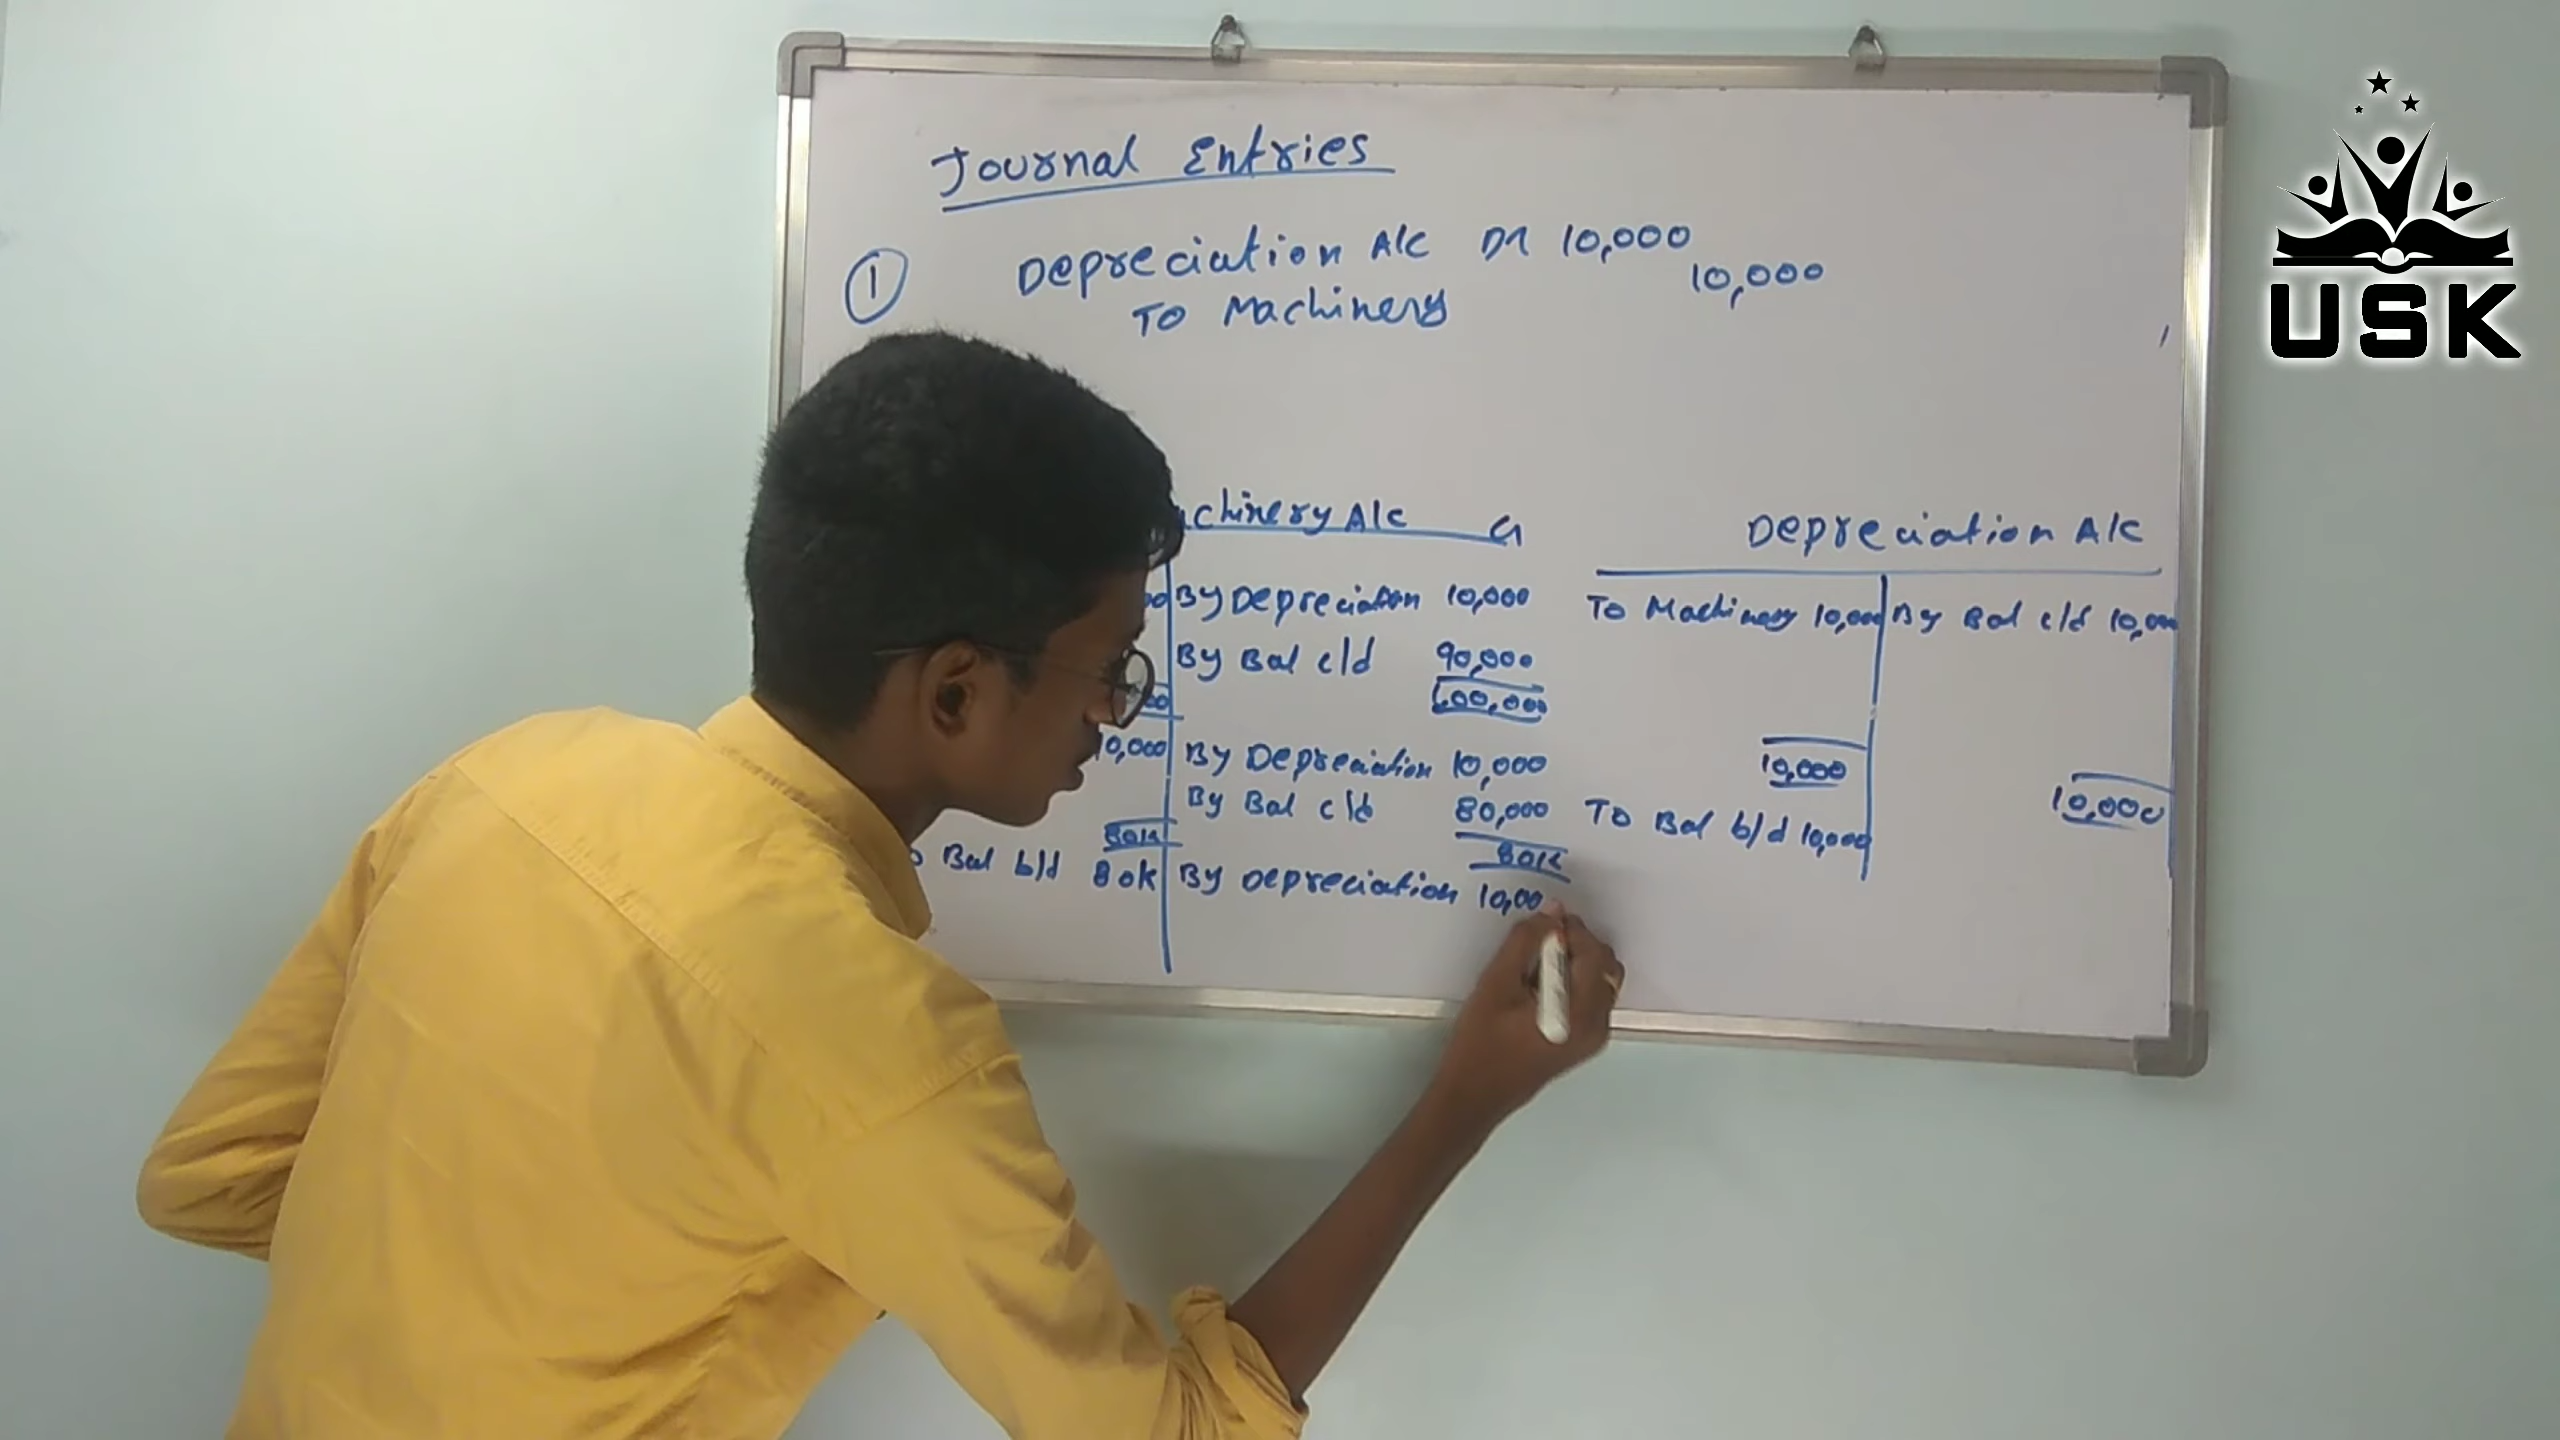 Journal Entries
1 Depreciation A/c Dr 10,000
10,000
To Machinery
chinery A/c Cr
By Depreciation 10,000
By Bal c/d 90,000
1,00,000
0,000 By Depreciation 10,000
By Bal c/d 80,000
80K 80K
Bal b/d 80K By Depreciation 10,00
Depreciation A/C
To Machinery 10,000 By Bal c/d 10,000
10,000 10,000
To Bal b/d 10,000
USK